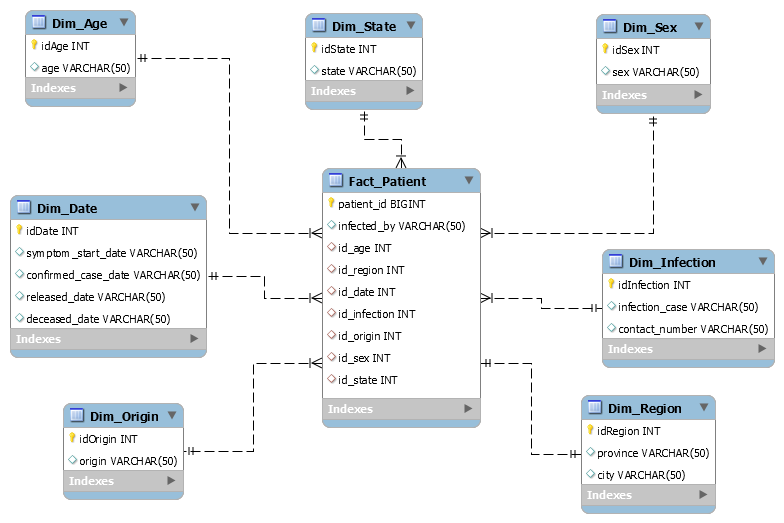 Dim_Age
idAge INT
age VARCHAR(50)
Indexes
Dim_State
idState INT
state VARCHAR(50)
Indexes
Dim_Sex
idSex INT
sex VARCHAR(50)
Indexes
Dim_Date
idDate INT
symptom_start_date VARCHAR(50)
confirmed_case_date VARCHAR(50)
released_date VARCHAR(50)
deceased_date VARCHAR(50)
Indexes
Fact_Patient
patient_id BIGINT
infected_by VARCHAR(50)
id_age INT
id_region INT
id_date INT
id_infection INT
id_origin INT
id_sex INT
id_state INT
Indexes
Dim_Infection
idInfection INT
infection_case VARCHAR(50)
contact_number VARCHAR(50)
Indexes
Dim_Origin
idOrigin INT
origin VARCHAR(50)
Indexes
Dim_Region
idRegion INT
province VARCHAR(50)
city VARCHAR(50)
Indexes